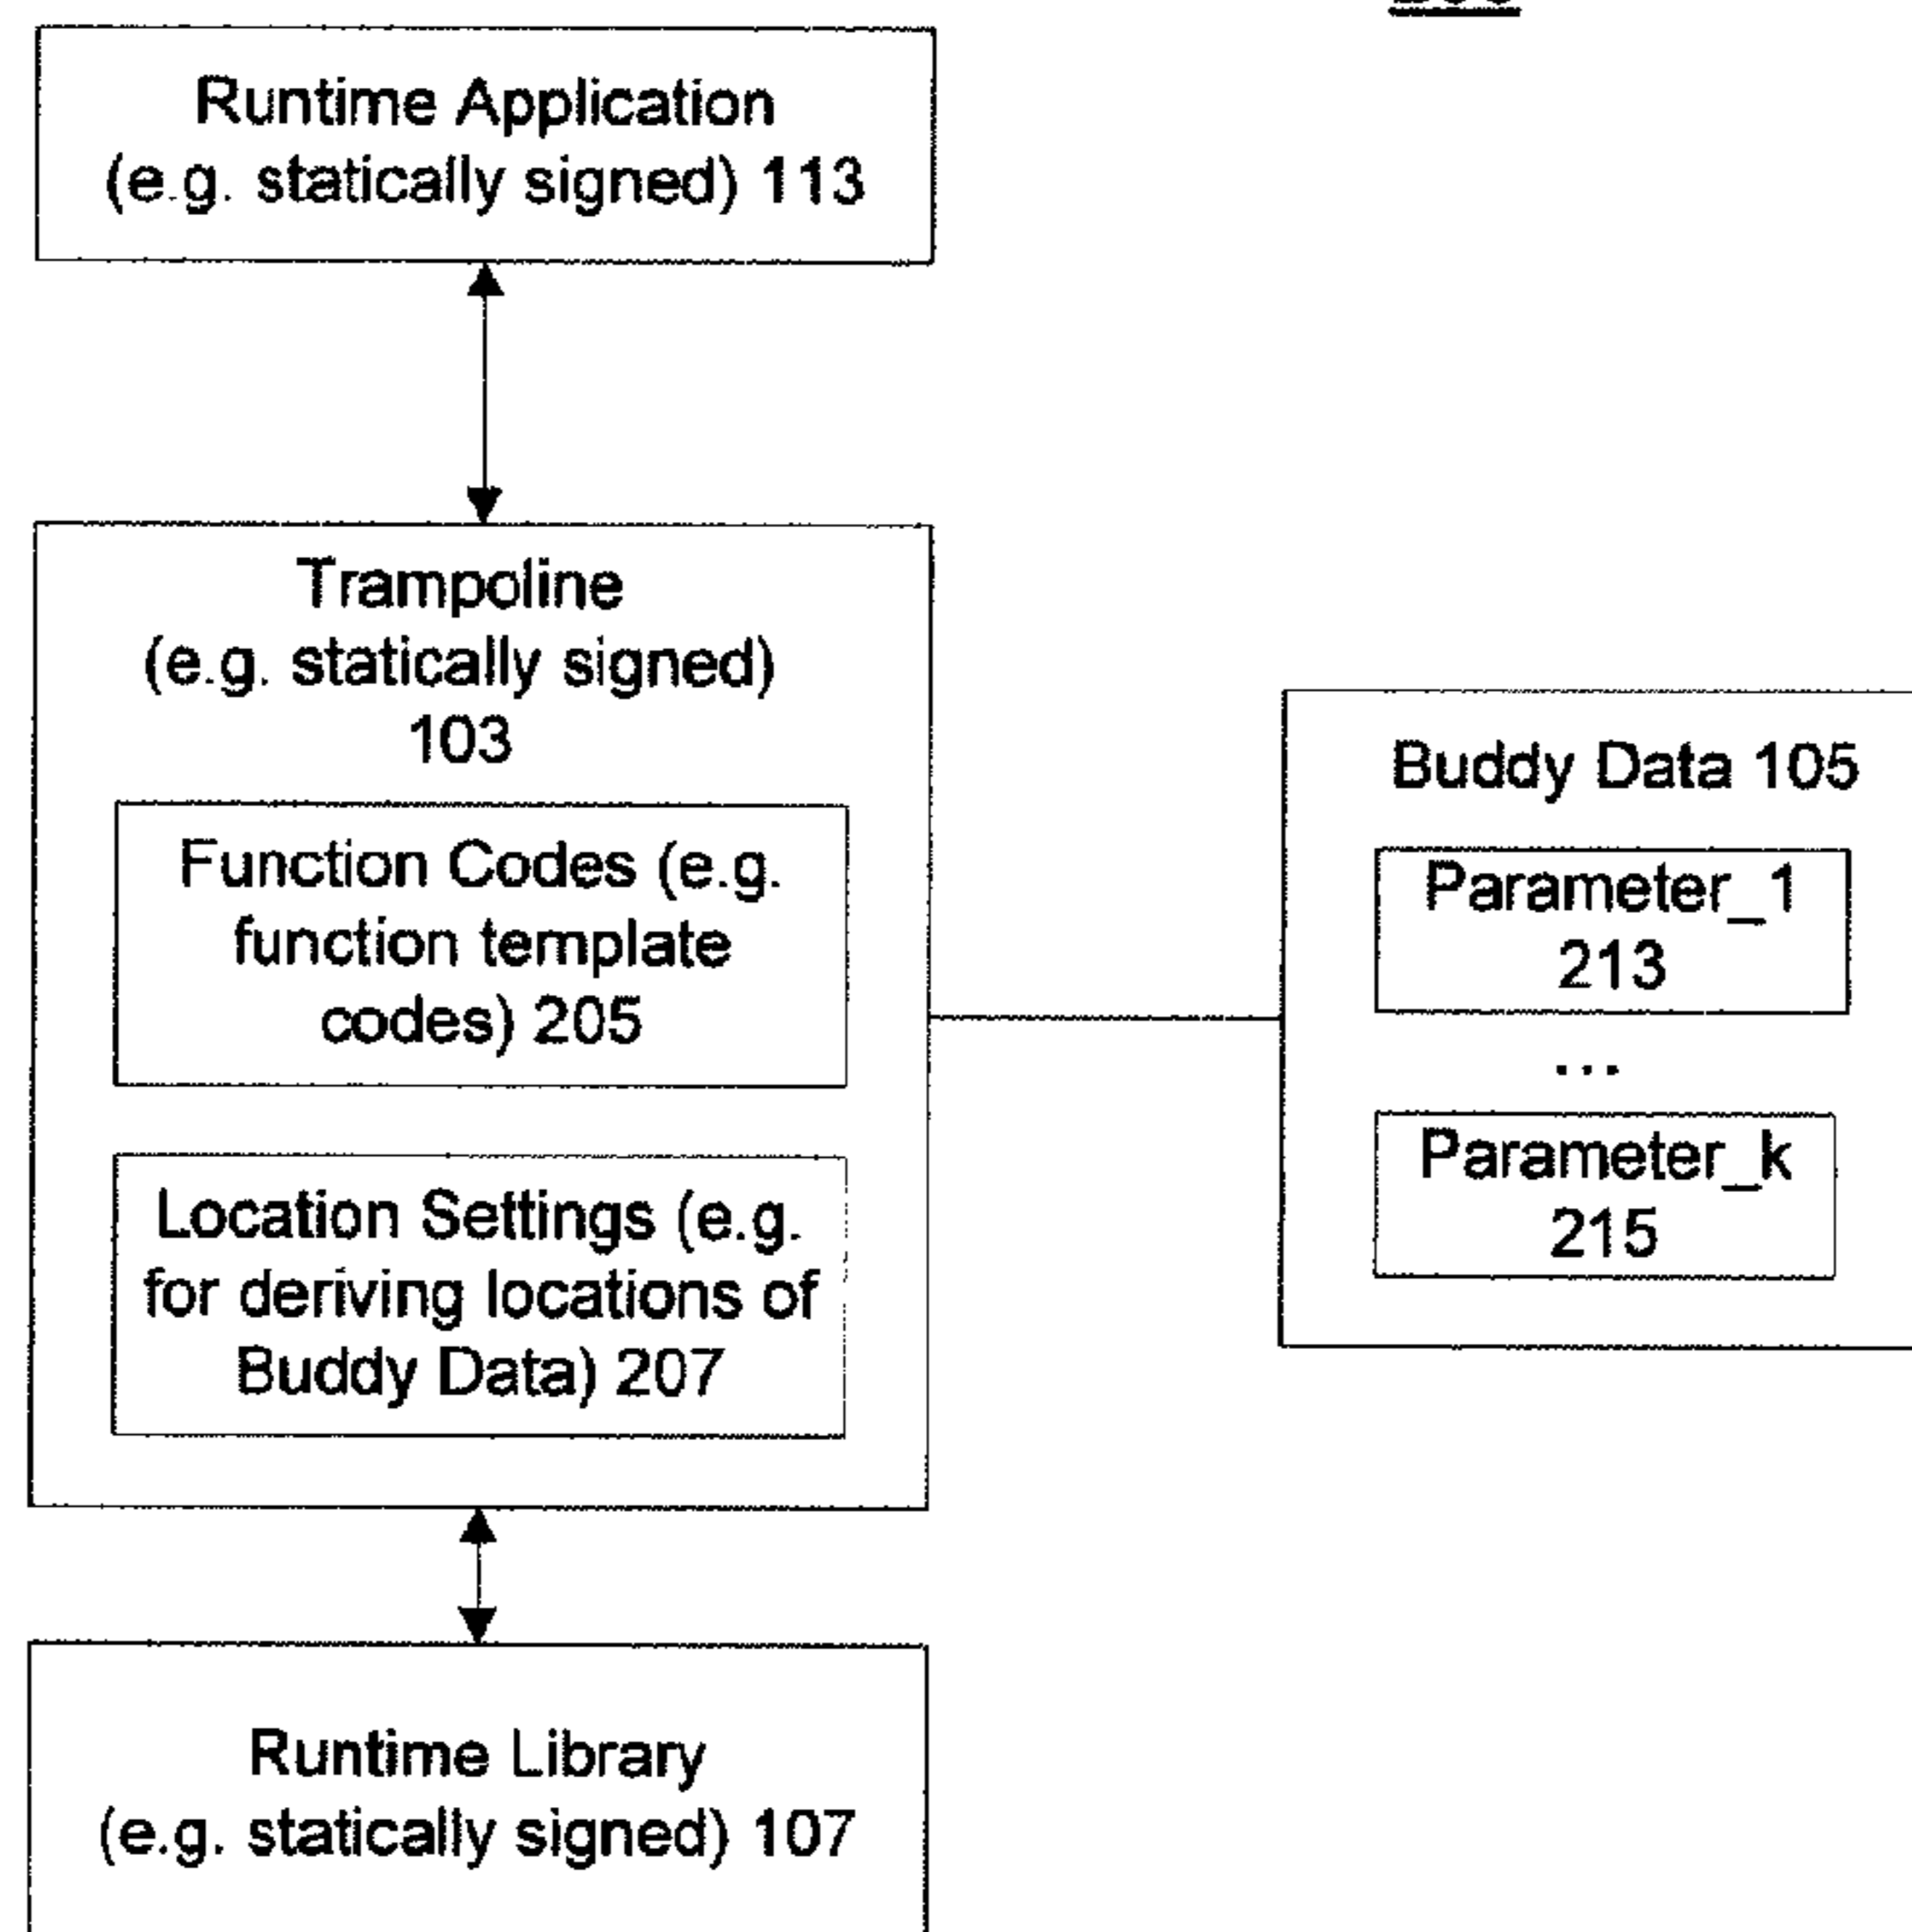 Runtime Application
(e.g. statically signed) 113
Trampoline
(e.g. statically signed)
103
Function Codes (e.g.
function template
codes) 205
Location Settings (e.g.
for deriving locations of
Buddy Data) 207
Buddy Data 105
Parameter_1
213
...
Parameter_k
215
Runtime Library
(e.g. statically signed) 107